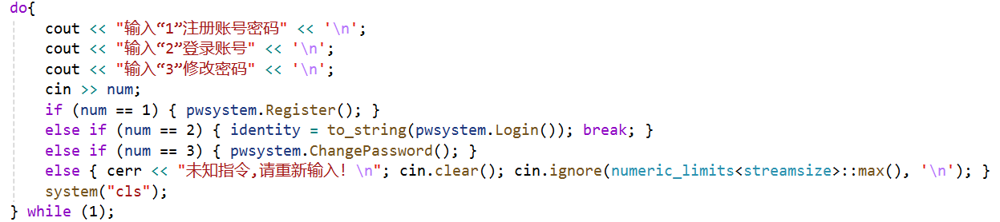 do{
    cout << "输入“1”注册账号密码" << '\n';
    cout << "输入“2”登录账号" << '\n';
    cout << "输入“3”修改密码" << '\n';
    cin >> num;
    if (num == 1) { pwsystem.Register(); }
    else if (num == 2) { identity = to_string(pwsystem.Login()); break; }
    else if (num == 3) { pwsystem.ChangePassword(); }
    else { cerr << "未知指令,请重新输入! \n"; cin.clear(); cin.ignore(numeric_limits<streamsize>::max(), '\n'); }
    system("cls");
} while (1);